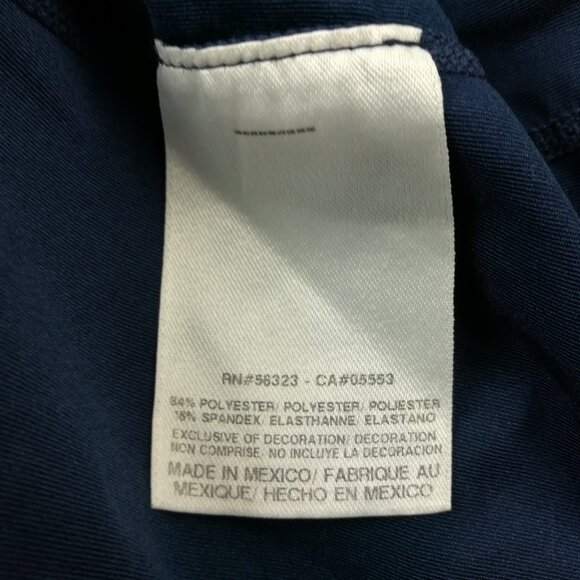 RN#56323 - CA#05553
84% POLYESTER/ POLYESTER/ POLIESTER
16% SPANDEX/ ELASTHANNE/ ELASTANO
EXCLUSIVE OF DECORATION/ DECORATION
NON COMPRISE/ NO INCLUYE LA DECORACION
MADE IN MEXICO/ FABRIQUE AU
MEXIQUE/ HECHO EN MEXICO